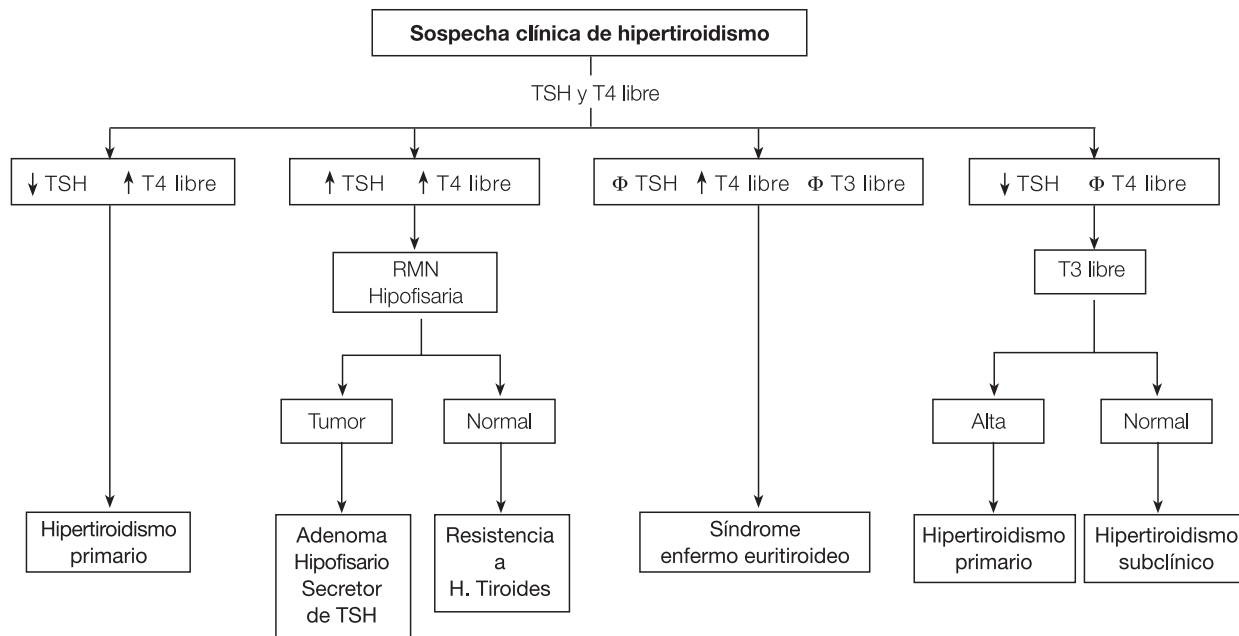 Sospecha clínica de hipertiroidismo
TSH y T4 libre
↓ TSH ↑ T4 libre
↑ TSH ↑ T4 libre
Φ TSH ↑ T4 libre Φ T3 libre
↓ TSH Φ T4 libre
RMN
Hipofisaria
T3 libre
Tumor
Normal
Alta
Normal
Hipertiroidismo
primario
Adenoma
Hipofisario
Secretor
de TSH
Resistencia
a
H. Tiroides
Síndrome
enfermo euritiroideo
Hipertiroidismo
primario
Hipertiroidismo
subclínico